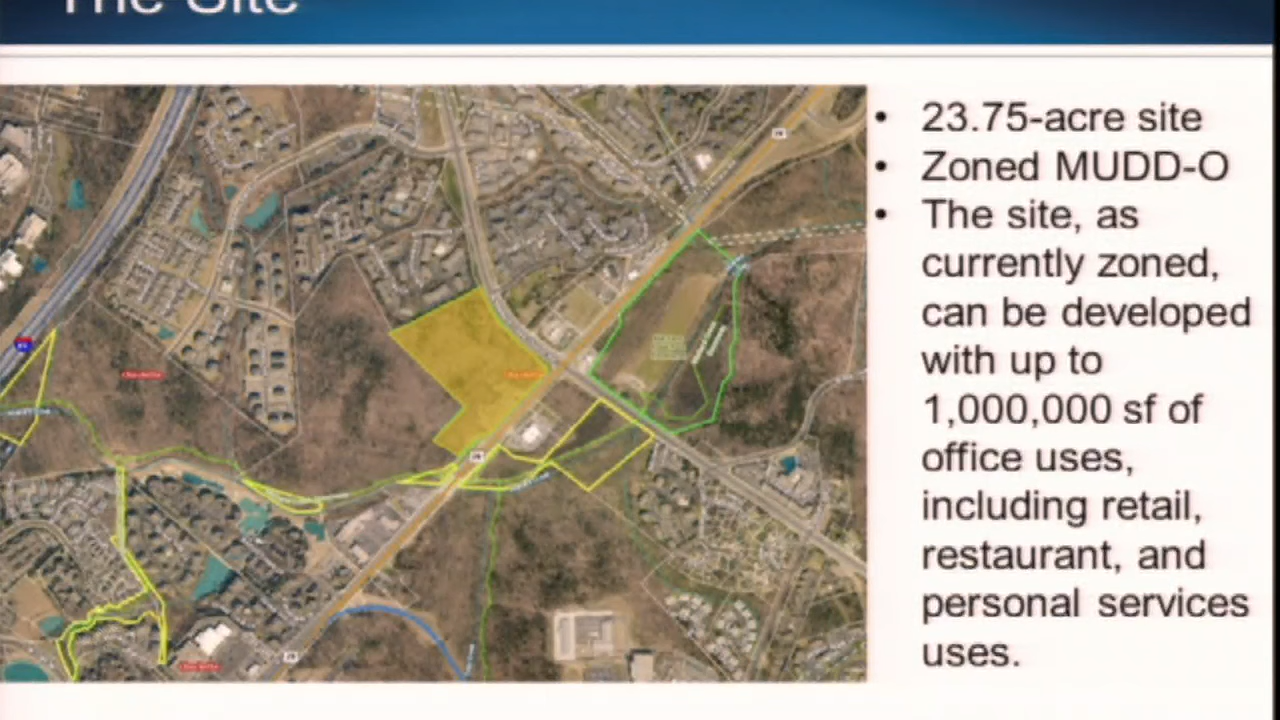 The Site
• 23.75-acre site
• Zoned MUDD-O
• The site, as
currently zoned,
can be developed
with up to
1,000,000 sf of
office uses,
including retail,
restaurant, and
personal services
uses.